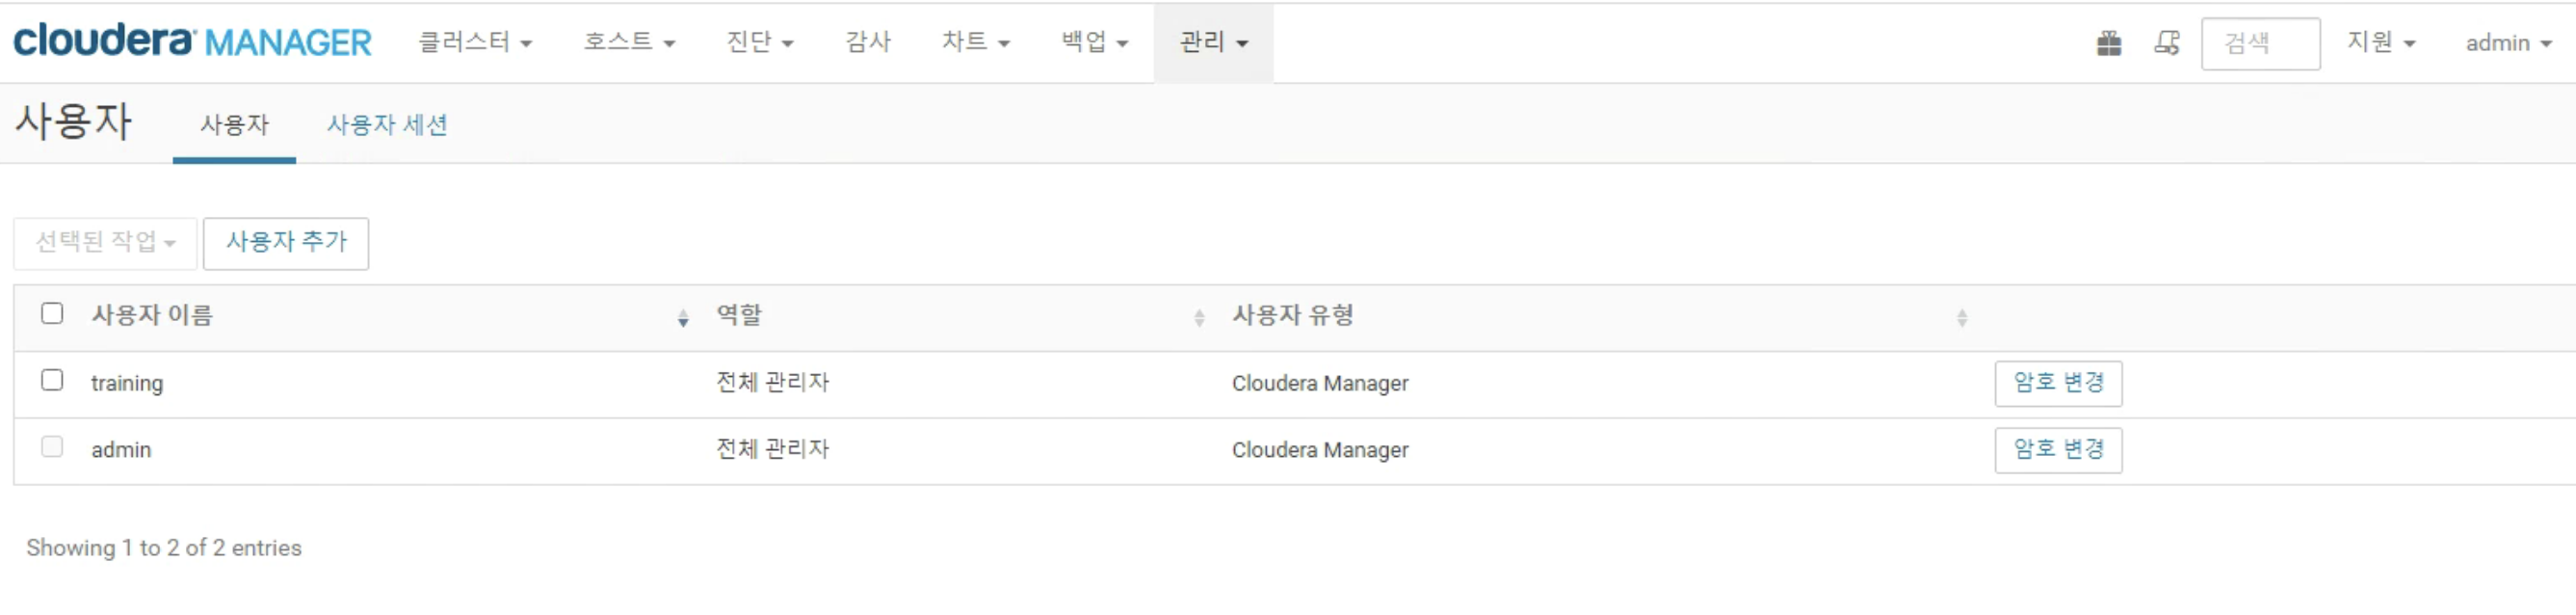 cloudera MANAGER 클러스터 호스트 진단 감사 차트 백업 관리 검색 지원 admin
사용자 사용자 사용자 세션
선택된 작업 사용자 추가
사용자 이름 역할 사용자 유형
training 전체 관리자 Cloudera Manager 암호 변경
admin 전체 관리자 Cloudera Manager 암호 변경
Showing 1 to 2 of 2 entries